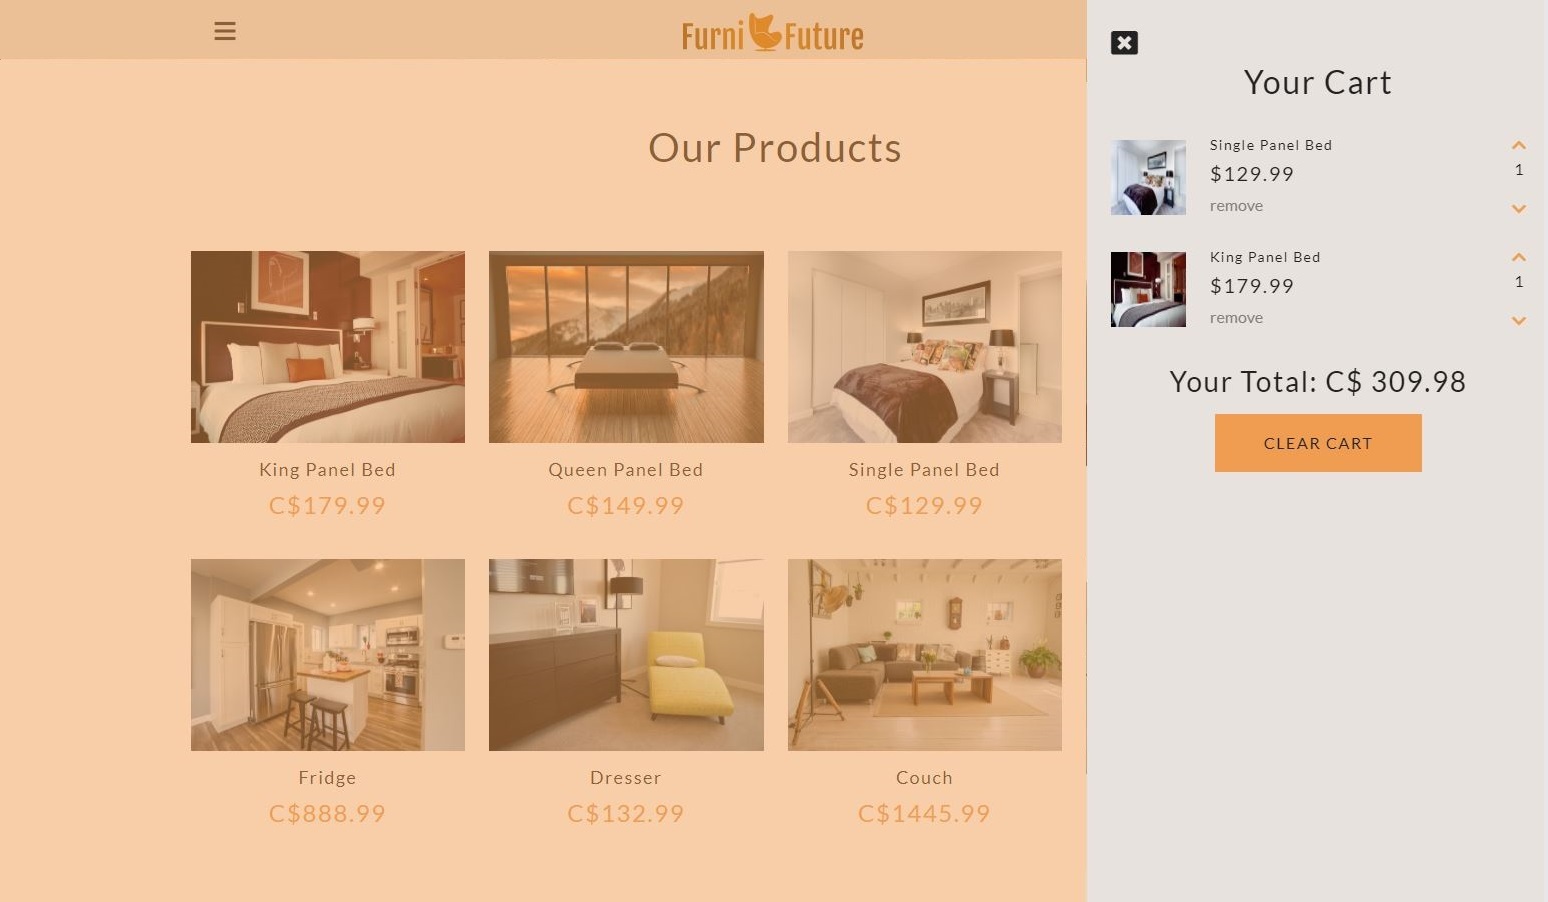 Furni Future
Our Products
King Panel Bed
C$179.99
Queen Panel Bed
C$149.99
Single Panel Bed
C$129.99
Fridge
C$888.99
Dresser
C$132.99
Couch
C$1445.99
Your Cart
Single Panel Bed
$129.99
remove
1
King Panel Bed
$179.99
remove
1
Your Total: C$ 309.98
CLEAR CART